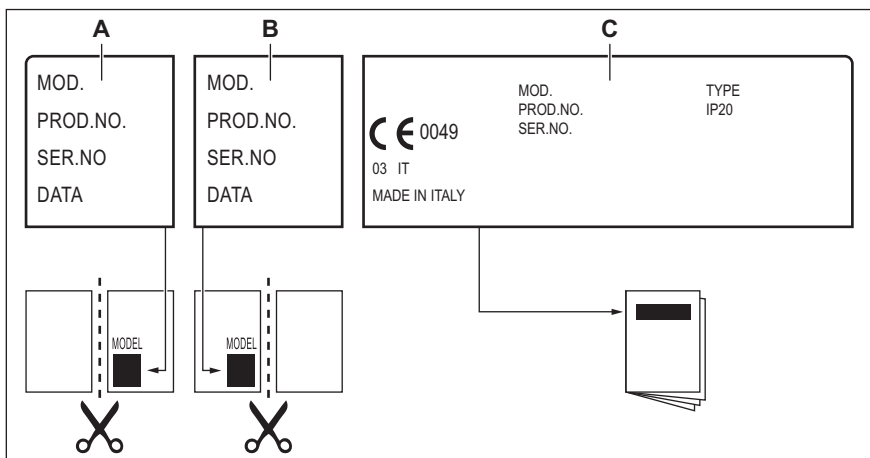 A
B
C
MOD.
PROD.NO.
SER.NO
DATA
MOD.
PROD.NO.
SER.NO
DATA
MOD.
PROD.NO.
SER.NO.
TYPE
IP20
CE 0049
03 IT
MADE IN ITALY
MODEL
MODEL